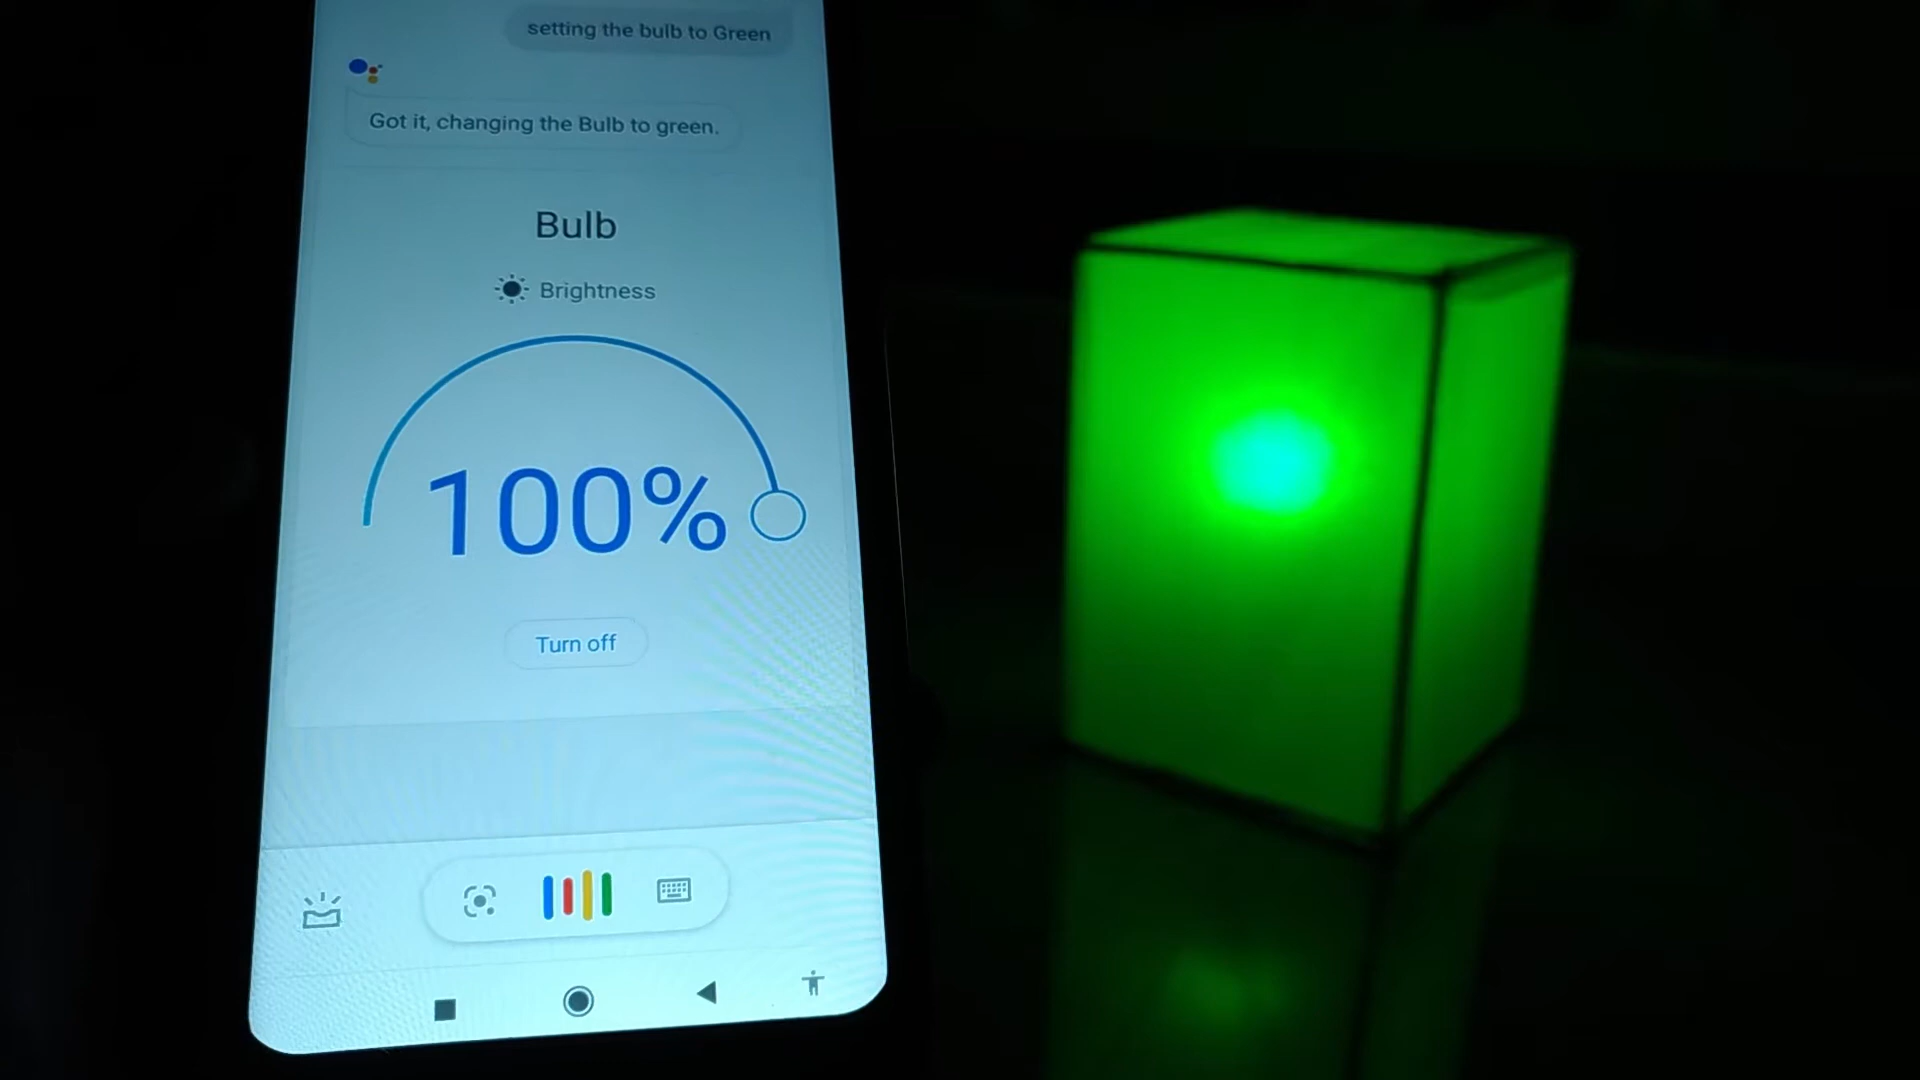 setting the bulb to Green
Got it, changing the Bulb to green.
Bulb
Brightness
100%
Turn off